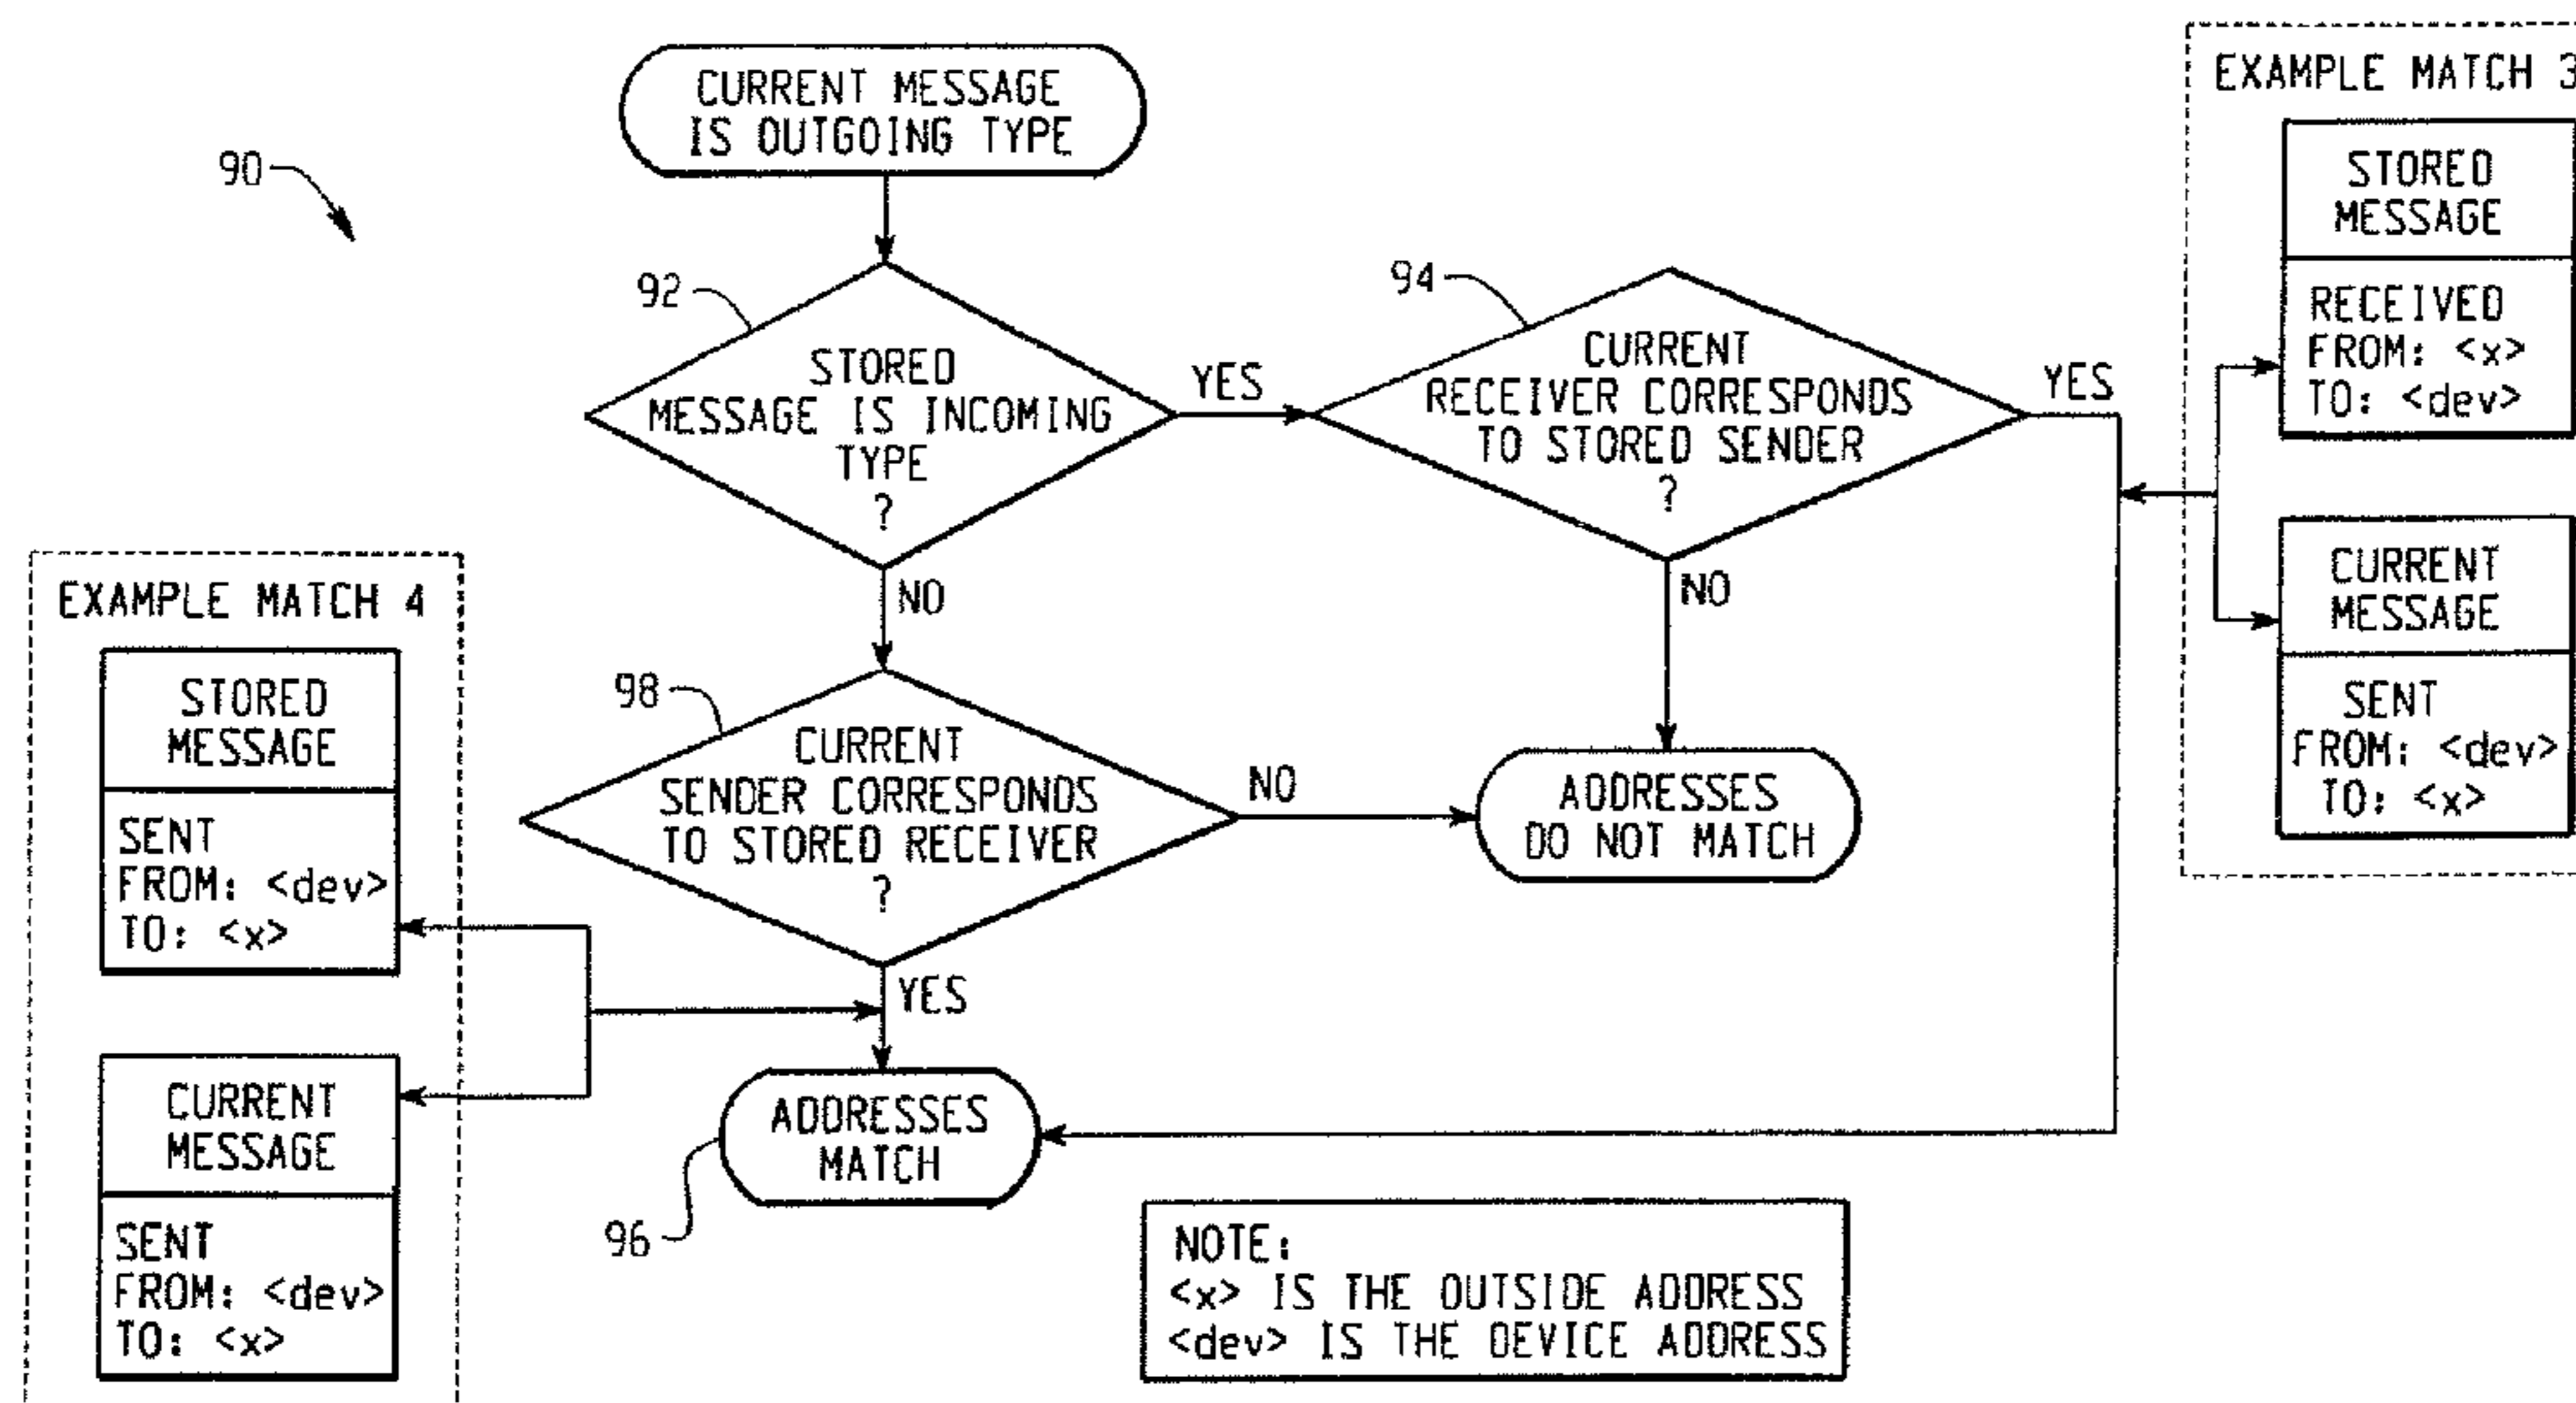 90
CURRENT MESSAGE
IS OUTGOING TYPE
92
STORED
MESSAGE IS INCOMING
TYPE
?
YES
NO
94
CURRENT
RECEIVER CORRESPONDS
TO STORED SENDER
?
YES
NO
EXAMPLE MATCH 3
STORED
MESSAGE
RECEIVED
FROM: <x>
TO: <dev>
CURRENT
MESSAGE
SENT
FROM: <dev>
TO: <x>
EXAMPLE MATCH 4
STORED
MESSAGE
SENT
FROM: <dev>
TO: <x>
CURRENT
MESSAGE
SENT
FROM: <dev>
TO: <x>
98
CURRENT
SENDER CORRESPONDS
TO STORED RECEIVER
?
NO
YES
ADDRESSES
DO NOT MATCH
ADDRESSES
MATCH
96
NOTE:
<x> IS THE OUTSIDE ADDRESS
<dev> IS THE DEVICE ADDRESS